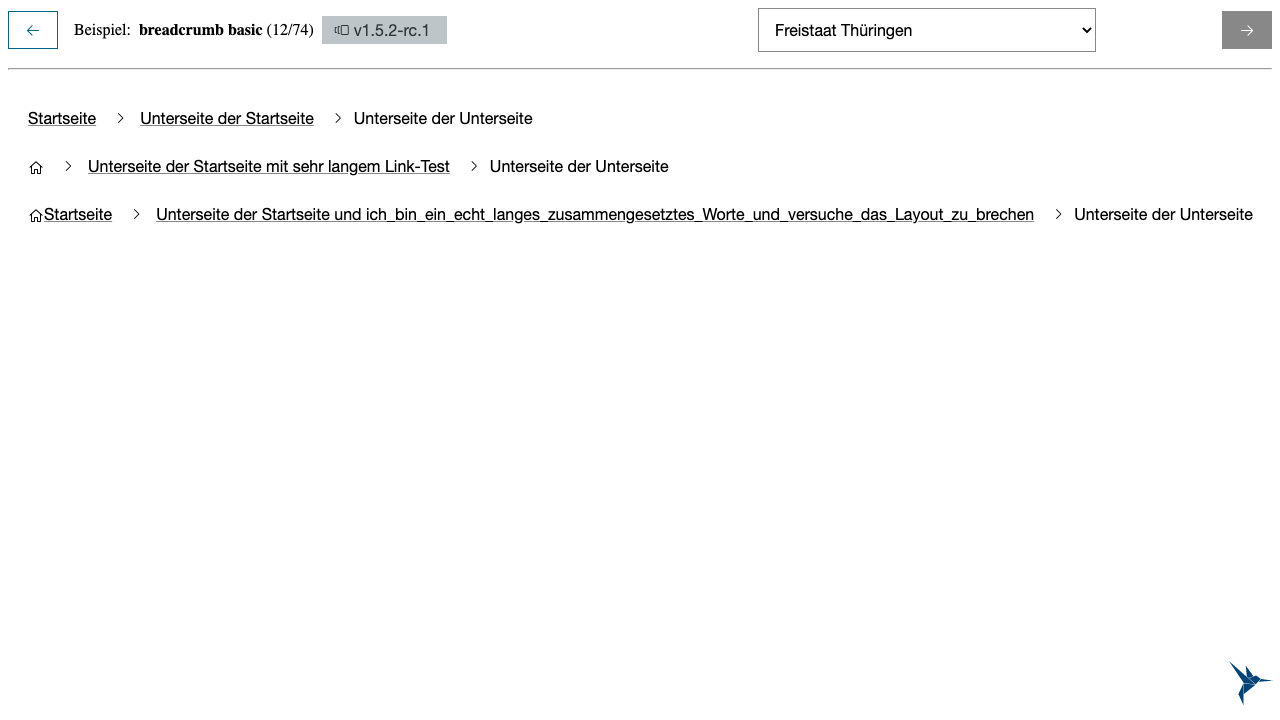 Beispiel: breadcrumb basic (12/74) v1.5.2-rc.1 Freistaat Thüringen
Startseite Unterseite der Startseite Unterseite der Unterseite
Unterseite der Startseite mit sehr langem Link-Test Unterseite der Unterseite
Startseite Unterseite der Startseite und ich_bin_ein_echt_langes_zusammengesetztes_Worte_und_versuche_das_Layout_zu_brechen Unterseite der Unterseite